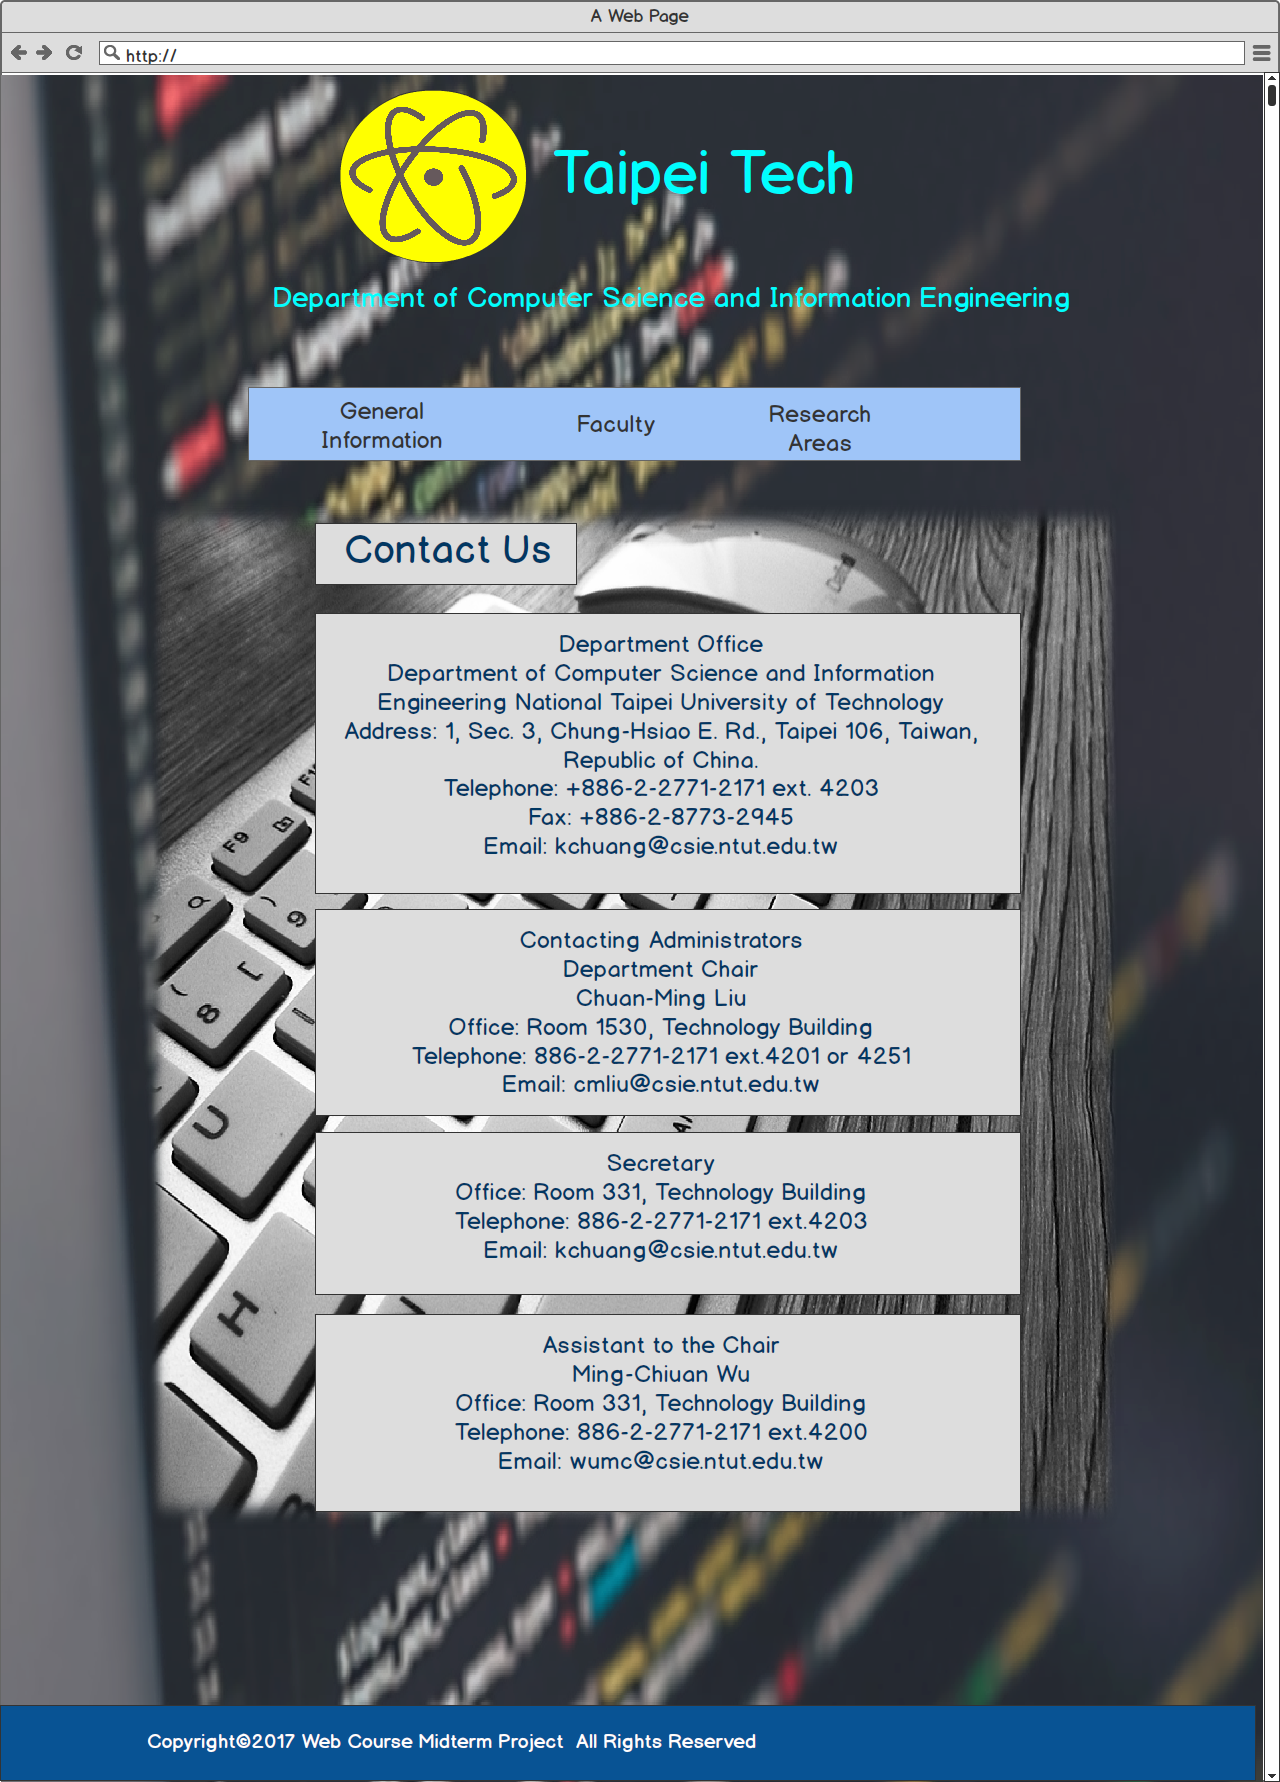 A Web Page
http://
Taipei Tech
Department of Computer Science and Information Engineering
General
Information
Faculty
Research
Areas
Contact Us
Department Office
Department of Computer Science and Information
Engineering National Taipei University of Technology
Address: 1, Sec. 3, Chung-Hsiao E. Rd., Taipei 106, Taiwan,
Republic of China.
Telephone: +886-2-2771-2171 ext. 4203
Fax: +886-2-8773-2945
Email: kchuang@csie.ntut.edu.tw
F9
Contacting Administrators
Department Chair
Chuan-Ming Liu
Office: Room 1530, Technology Building
Telephone: 886-2-2771-2171 ext.4201 or 4251
Email: cmliu@csie.ntut.edu.tw
Q
9
8
U
Secretary
Office: Room 331, Technology Building
Telephone: 886-2-2771-2171 ext.4203
Email: kchuang@csie.ntut.edu.tw
H
Assistant to the Chair
Ming-Chiuan Wu
Office: Room 331, Technology Building
Telephone: 886-2-2771-2171 ext.4200
Email: wumc@csie.ntut.edu.tw
Copyright©2017 Web Course Midterm Project  All Rights Reserved